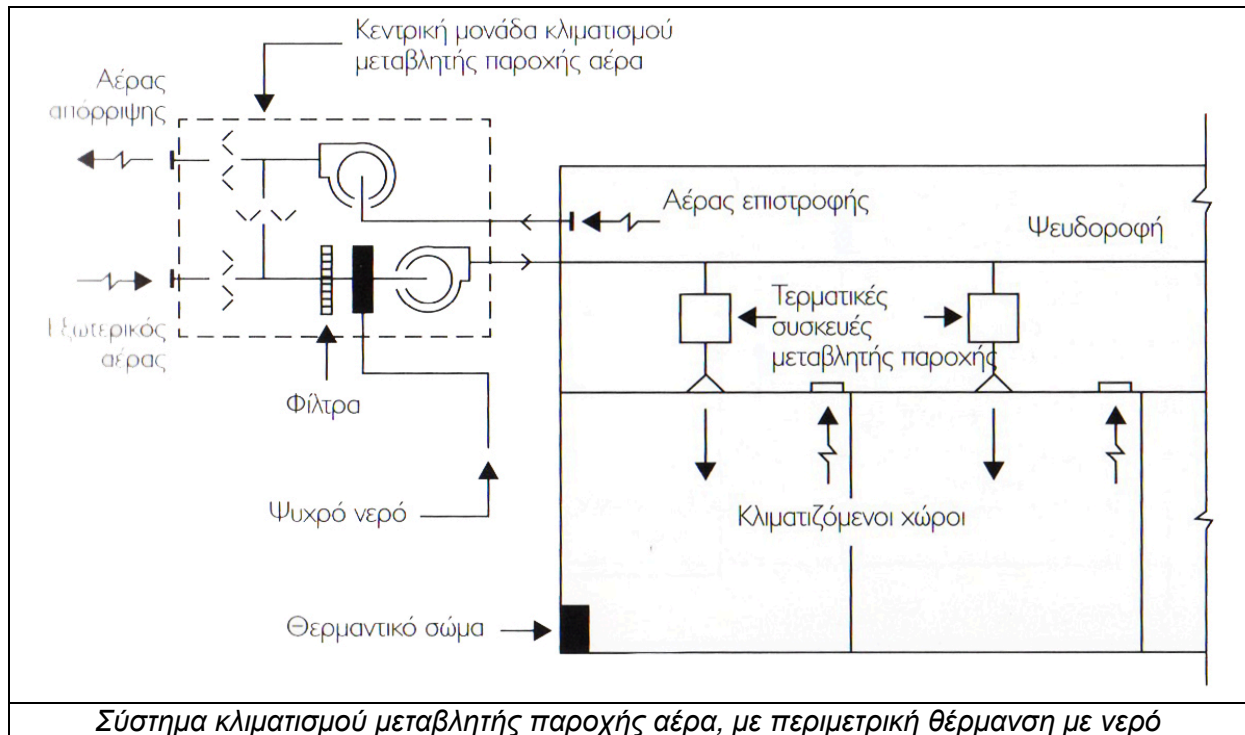 Κεντρική μονάδα κλιματισμού
μεταβλητής παροχής αέρα
Αέρας
απόρριψης
Αέρας επιστροφής
Ψευδοροφή
Εξωτερικός
αέρας
Τερματικές
συσκευές
μεταβλητής παροχής
Φίλτρα
Ψυχρό νερό
Κλιματιζόμενοι χώροι
Θερμαντικό σώμα
Σύστημα κλιματισμού μεταβλητής παροχής αέρα, με περιμετρική θέρμανση με νερό